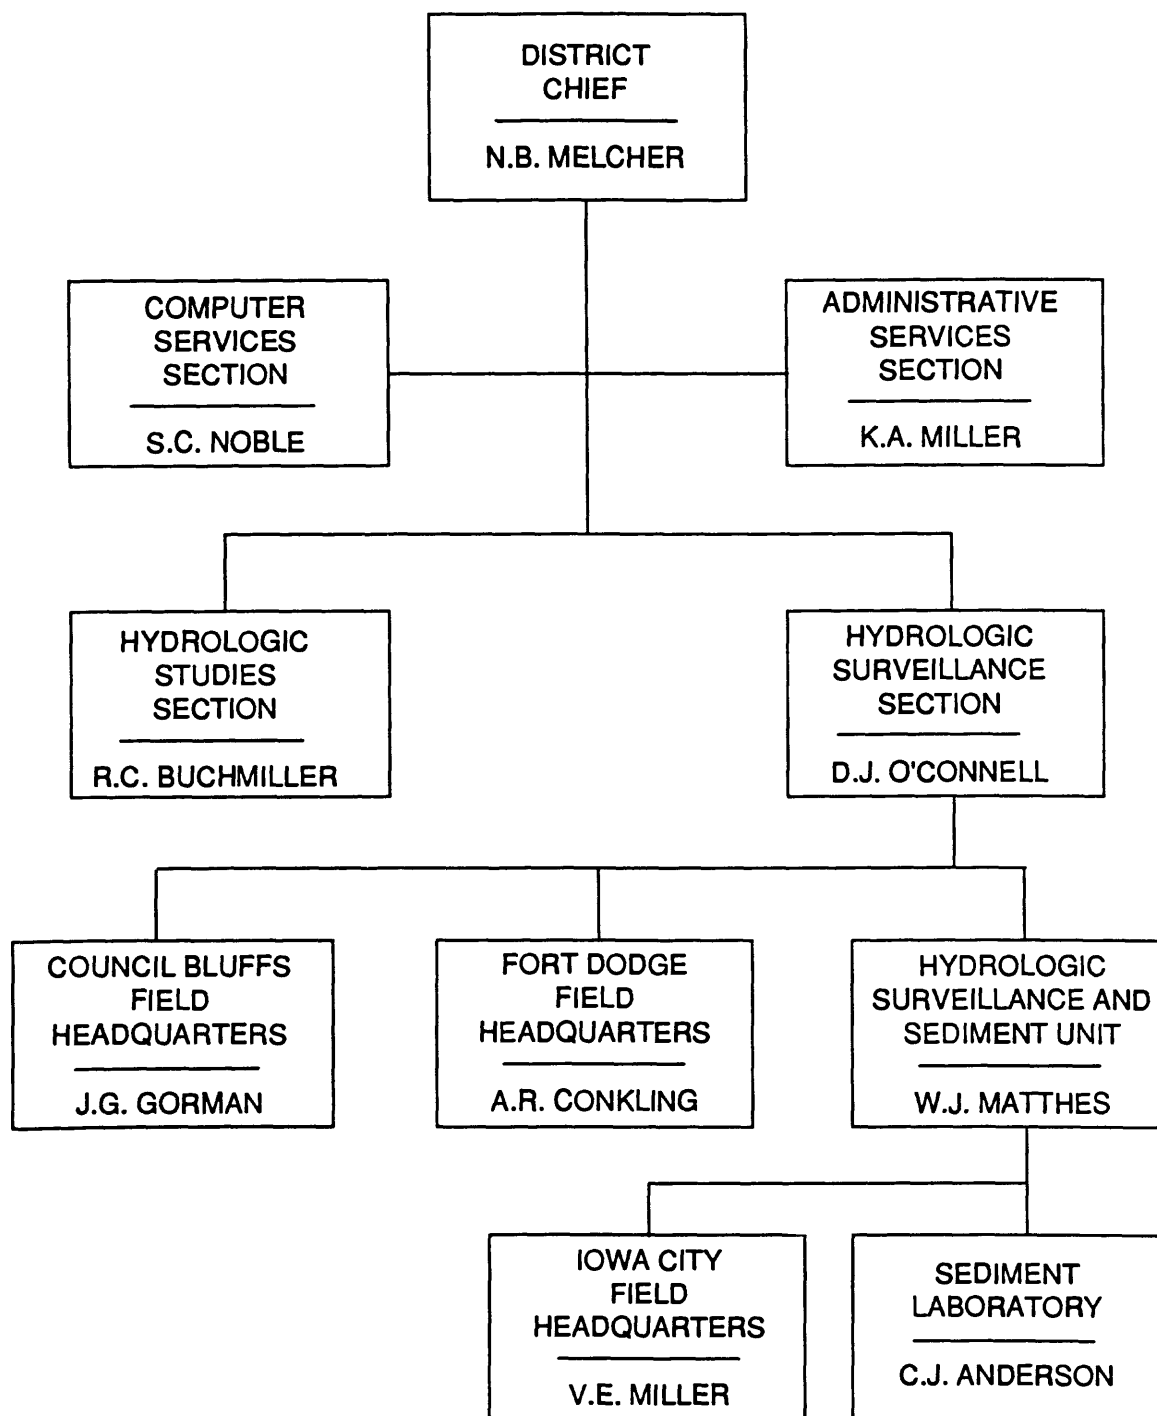 DISTRICT
CHIEF
N.B. MELCHER
COMPUTER
SERVICES
SECTION
S.C. NOBLE
ADMINISTRATIVE
SERVICES
SECTION
K.A. MILLER
HYDROLOGIC
STUDIES
SECTION
R.C. BUCHMILLER
HYDROLOGIC
SURVEILLANCE
SECTION
D.J. O'CONNELL
COUNCIL BLUFFS
FIELD
HEADQUARTERS
J.G. GORMAN
FORT DODGE
FIELD
HEADQUARTERS
A.R. CONKLING
HYDROLOGIC
SURVEILLANCE AND
SEDIMENT UNIT
W.J. MATTHES
IOWA CITY
FIELD
HEADQUARTERS
V.E. MILLER
SEDIMENT
LABORATORY
C.J. ANDERSON